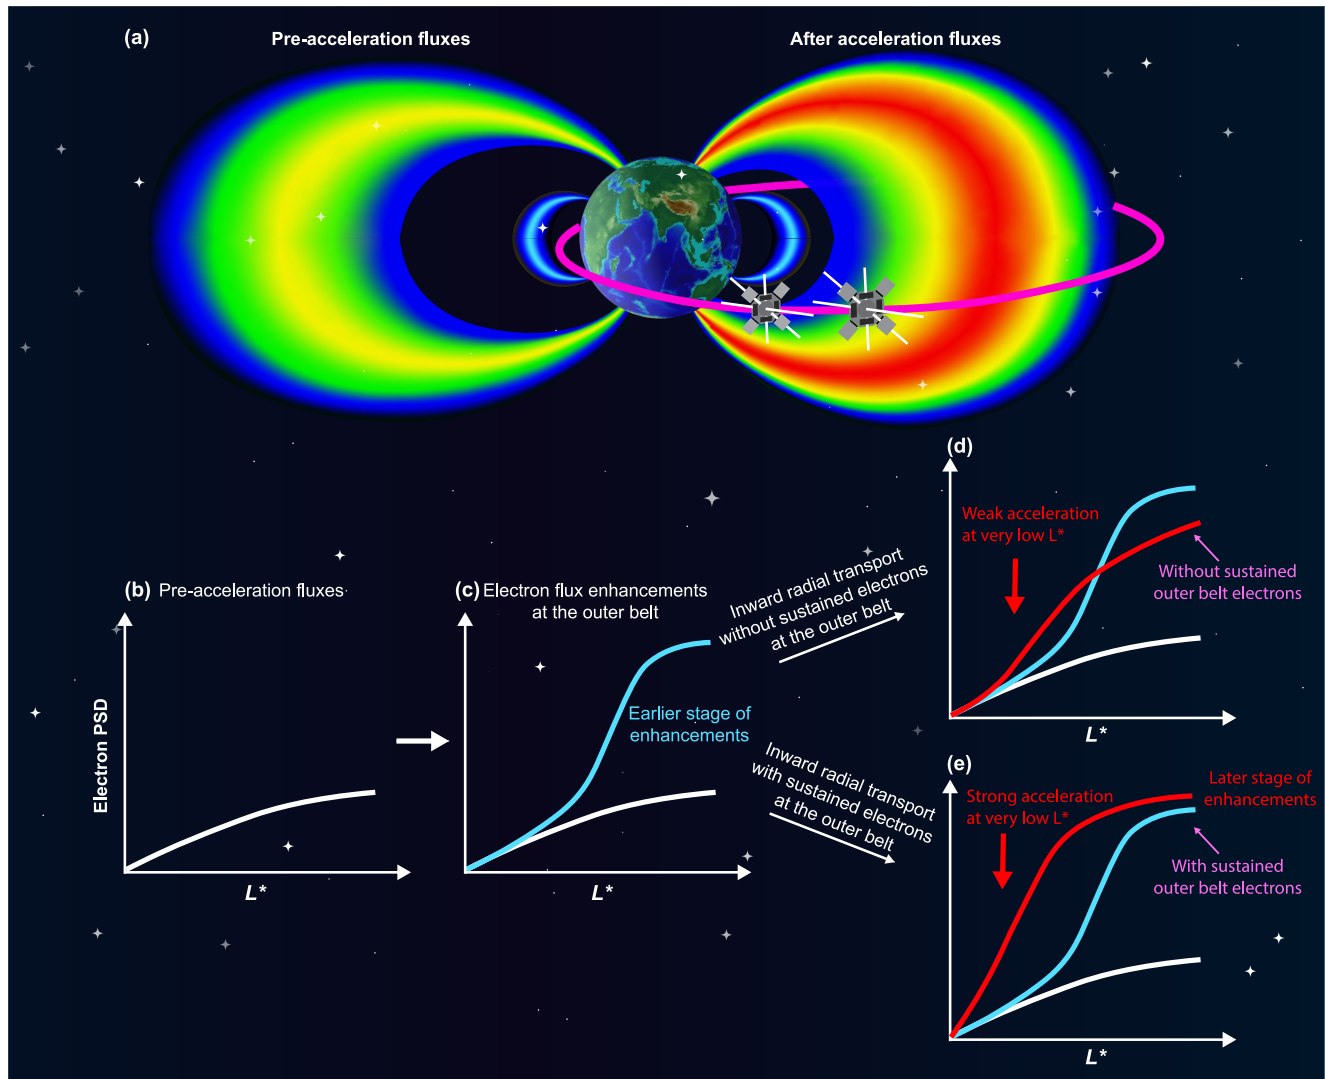 (a)
Pre-acceleration fluxes
After acceleration fluxes
(b) Pre-acceleration fluxes
Electron PSD
L*
(c) Electron flux enhancements
at the outer belt
Earlier stage of
enhancements
L*
Inward radial transport
without sustained electrons
at the outer belt
Inward radial transport
with sustained electrons
at the outer belt
(d)
Weak acceleration
at very low L*
Without sustained
outer belt electrons
L*
(e)
Strong acceleration
at very low L*
Later stage of
enhancements
With sustained
outer belt electrons
L*